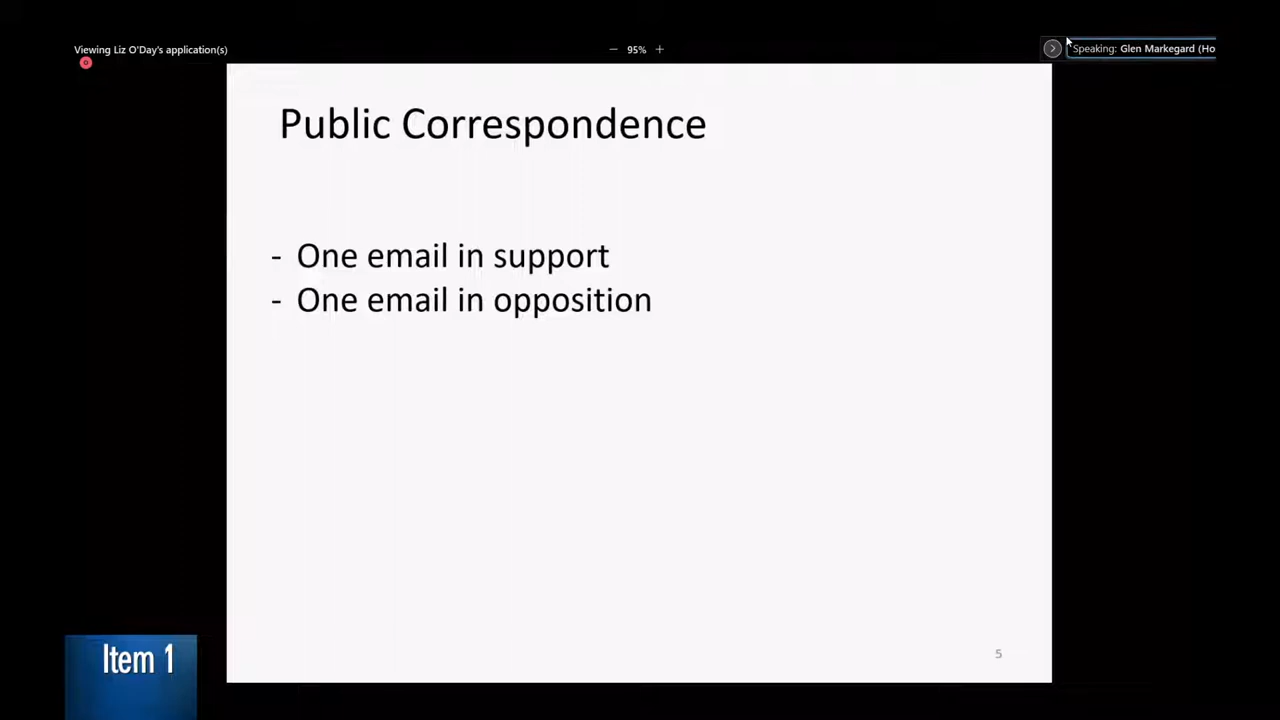 Viewing Liz O'Day's application(s)
95%
Speaking: Glen Markegard (Ho
Public Correspondence
- One email in support
- One email in opposition
5
Item 1